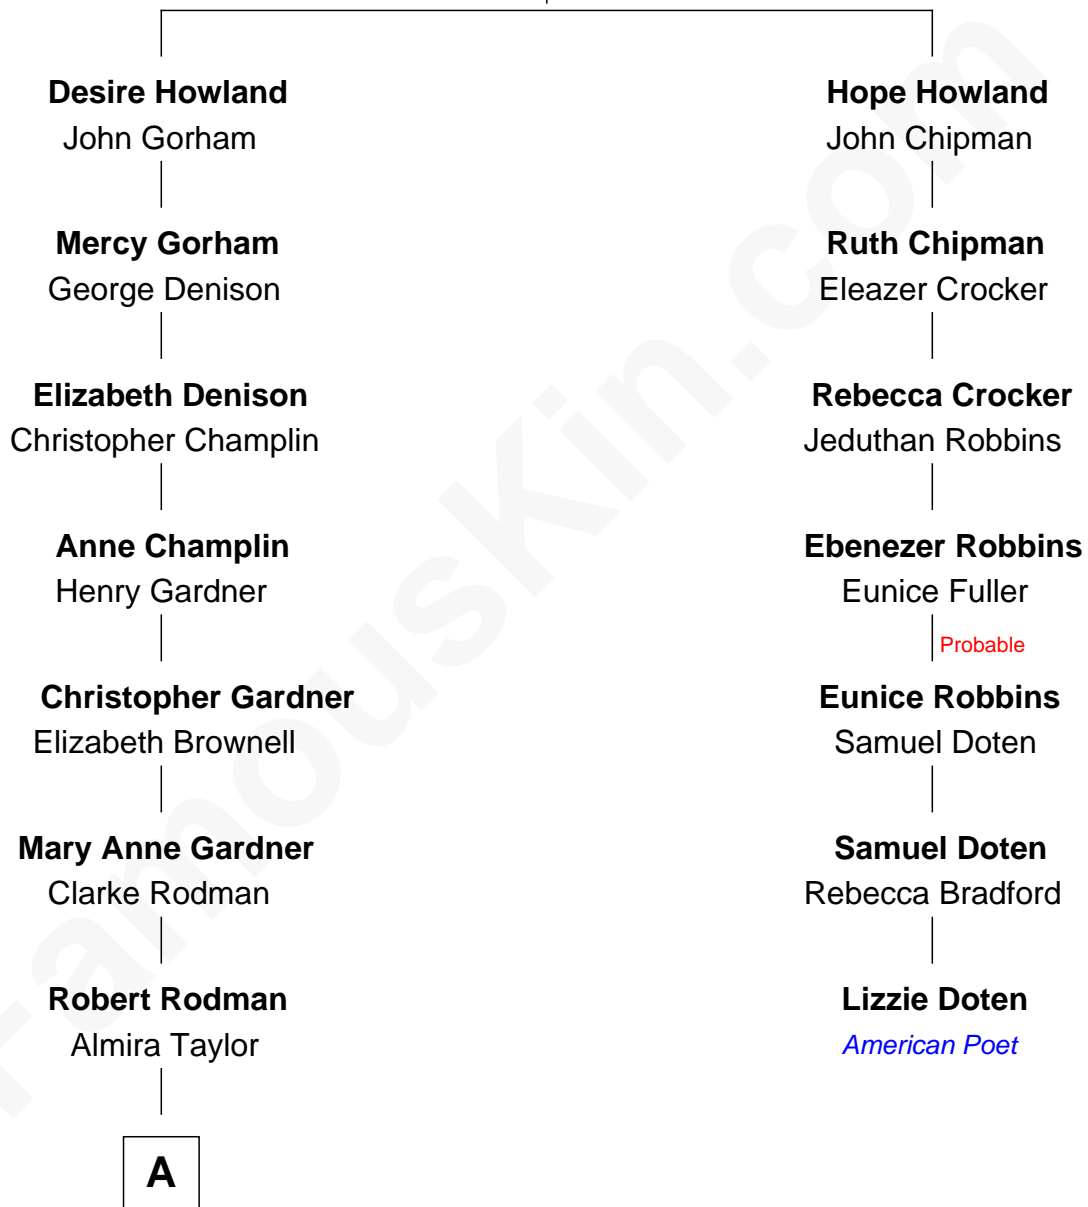 Desire Howland
John Gorham
Hope Howland
John Chipman
Mercy Gorham
George Denison
Ruth Chipman
Eleazer Crocker
Elizabeth Denison
Christopher Champlin
Rebecca Crocker
Jeduthan Robbins
Anne Champlin
Henry Gardner
Ebenezer Robbins
Eunice Fuller
Probable
Christopher Gardner
Elizabeth Brownell
Eunice Robbins
Samuel Doten
Mary Anne Gardner
Clarke Rodman
Samuel Doten
Rebecca Bradford
Robert Rodman
Almira Taylor
Lizzie Doten
American Poet
A
FamousKin.com